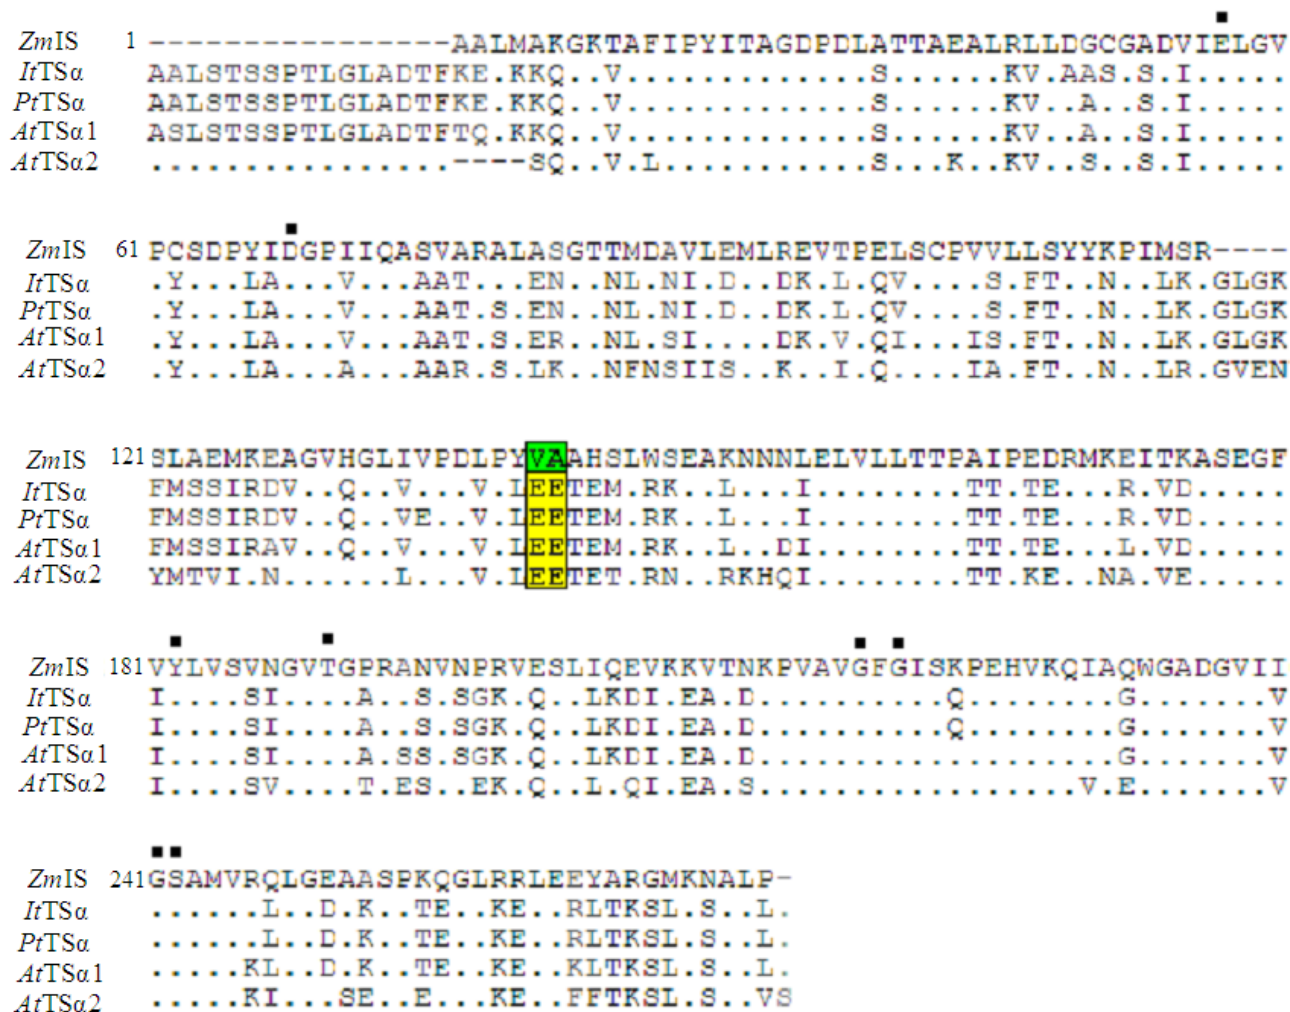 ZmIS 1 ----------------AALMAKGKTAFIPYITAGDPDLATTAEALRLLDGCGADVIELGV
ItTSα AALSTSSPTLGLADTFKE.KKQ..V.............S......KV.AAS.S.I.....
PtTSα AALSTSSPTLGLADTFKE.KKQ..V.............S......KV..A..S.I.....
AtTSα1 ASLSTSSPTLGLADTFTQ.KKQ..V.............S......KV..A..S.I.....
AtTSα2 ................----SQ..V.L...........S...K..KV..S..S.I.....
ZmIS 61 PCSDPYIDGPIIQASVARALASGTTMDAVLEMLREVTPELSCPVVLLSYYKPIMSR----
ItTSα .Y...LA...V...AAT...EN..NL.NI.D..DK.L.QV....S.FT..N..LK.GLGK
PtTSα .Y...LA...V...AAT.S.EN..NL.NI.D..DK.L.QV....S.FT..N..LK.GLGK
AtTSα1 .Y...LA...V...AAT.S.ER..NL.SI....DK.V.QI...IS.FT..N..LK.GLGK
AtTSα2 .Y...LA...A...AAR.S.LK..NFNSIIS..K..I.Q....IA.FT..N..LR.GVEN
ZmIS 121 SLAEMKEAGVHGLIVPDLPYVAAHSLWSEAKNNNLELVLLTTPAIPEDRMKEITKASEGF
ItTSα FMSSIRDV..Q..V...V.LEETEM.RK..L...I........TT.TE...R.VD.....
PtTSα FMSSIRDV..Q..VE..V.LEETEM.RK..L...I........TT.TE...R.VD.....
AtTSα1 FMSSIRAV..Q..V...V.LEETEM.RK..L..DI........TT.TE...L.VD.....
AtTSα2 YMTVI.N......L...V.LEETET.RN..RKHQI........TT.KE..NA.VE.....
ZmIS 181 VYLVSVNGVTGPRANVNPRVESLIQEVKKVTNKPVAVGFGISKPEHVKQIAQWGADGVII
ItTSα I....SI....A..S.SGK.Q..LKDI.EA.D..........Q........G.......V
PtTSα I....SI....A..S.SGK.Q..LKDI.EA.D..........Q........G.......V
AtTSα1 I....SI....A.SS.SGK.Q..LKDI.EA.D...................G.......V
AtTSα2 I....SV....T.ES..EK.Q..L.QI.EA.S.................V.E.......V
ZmIS 241 GSAMVRQLGEAASPKQGLRRLEEYARGMKNALP-
ItTSα ......L..D.K..TE..KE..RLTKSL.S..L.
PtTSα ......L..D.K..TE..KE..RLTKSL.S..L.
AtTSα1 .....KL..D.K..TE..KE..KLTKSL.S..L.
AtTSα2 .....KI...SE..E...KE..FFTKSL.S..VS